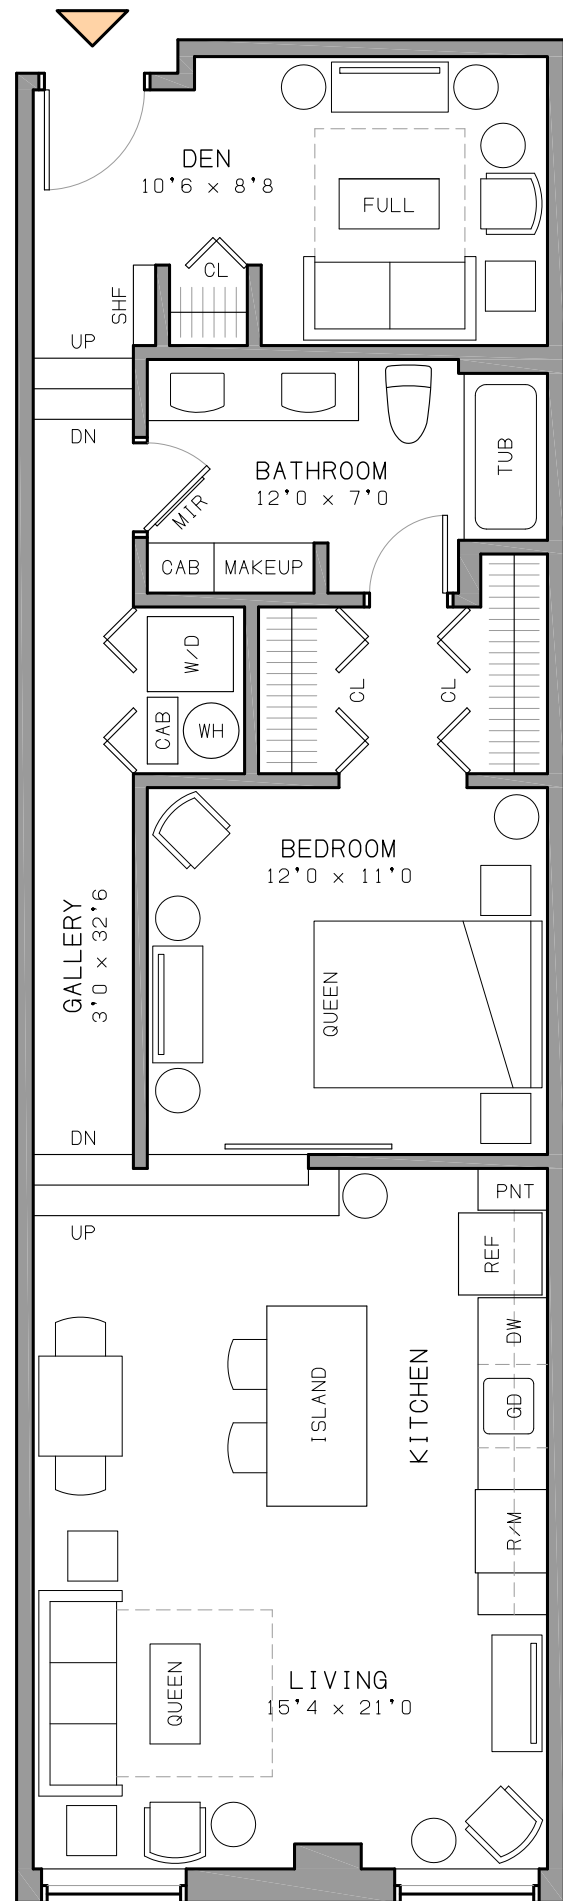 DEN
10'6 x 8'8
FULL
CL
SHF
UP
DN
BATHROOM
12'0 x 7'0
TUB
MIR
CAB
MAKEUP
W/D
CL
CL
CAB
WH
BEDROOM
12'0 x 11'0
GALLERY
3'0 x 32'6
QUEEN
DN
UP
PNT
REF
DW
KITCHEN
ISLAND
GD
R/M
QUEEN
LIVING
15'4 x 21'0